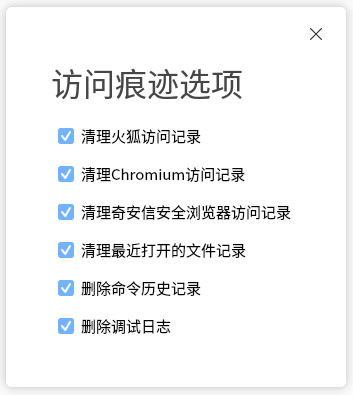 访问痕迹选项
清理火狐访问记录
清理Chromium访问记录
清理奇安信安全浏览器访问记录
清理最近打开的文件记录
删除命令历史记录
删除调试日志